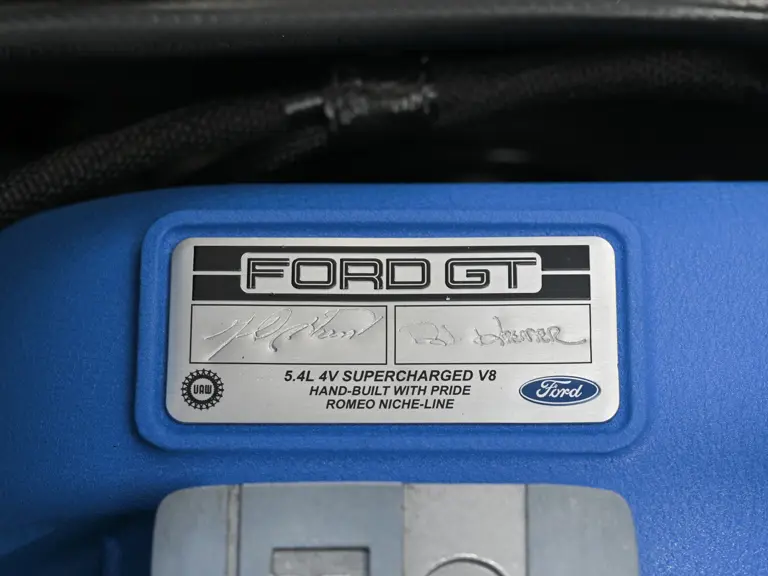 FORD GT
5.4L 4V SUPERCHARGED V8
HAND-BUILT WITH PRIDE
ROMEO NICHE-LINE
UAW
Ford